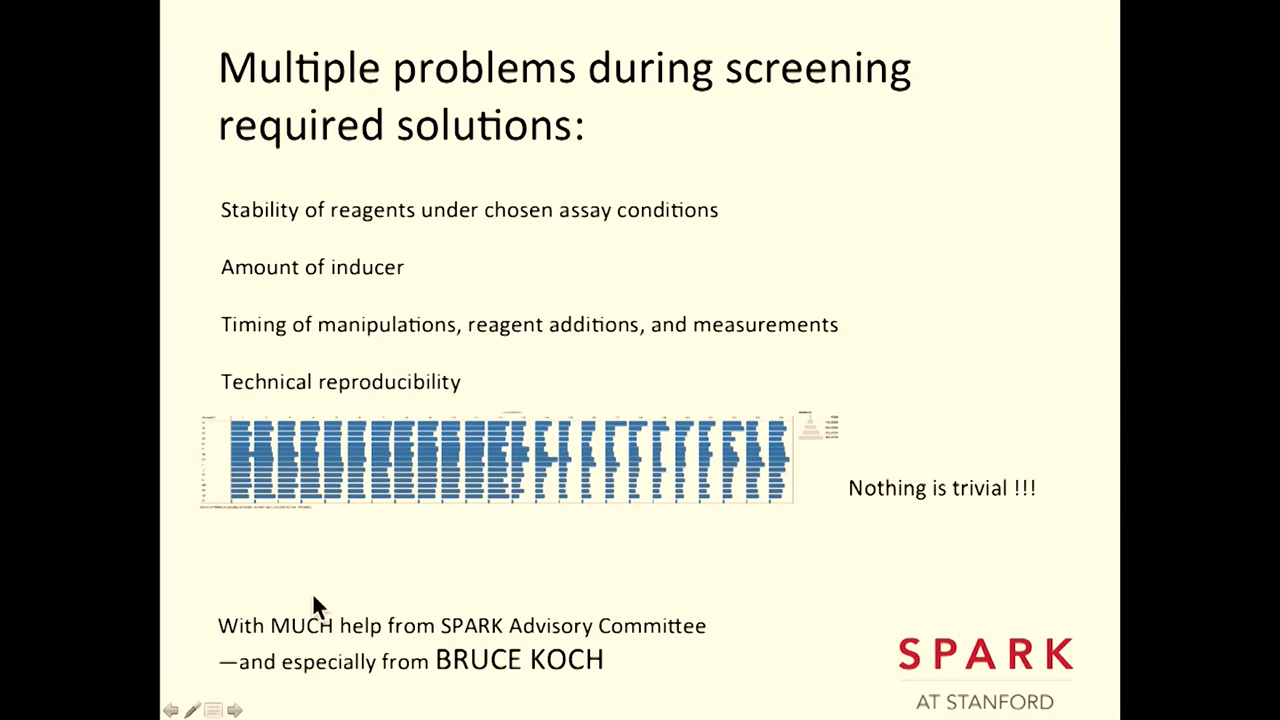 Multiple problems during screening
required solutions:
Stability of reagents under chosen assay conditions
Amount of inducer
Timing of manipulations, reagent additions, and measurements
Technical reproducibility
Nothing is trivial !!!
With MUCH help from SPARK Advisory Committee
—and especially from BRUCE KOCH
SPARK
AT STANFORD